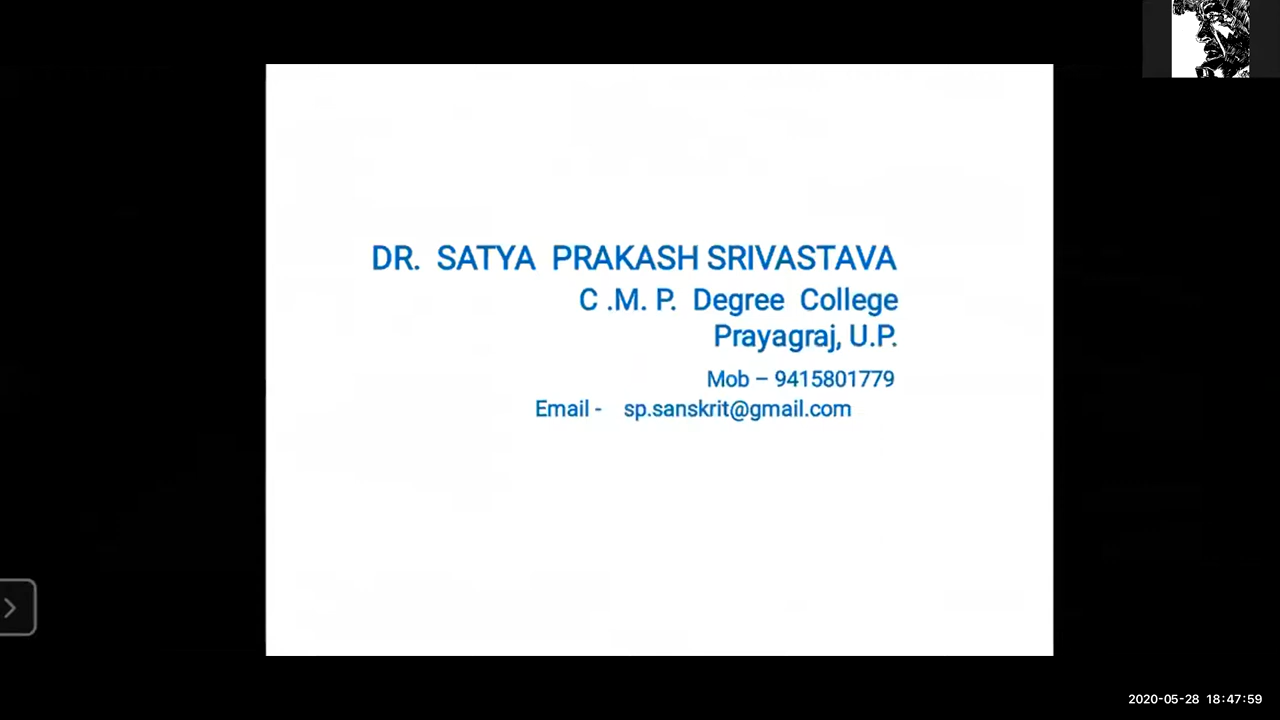 DR. SATYA PRAKASH SRIVASTAVA
C .M. P. Degree College
Prayagraj, U.P.
Mob – 9415801779
Email - sp.sanskrit@gmail.com
2020-05-28 18:47:59